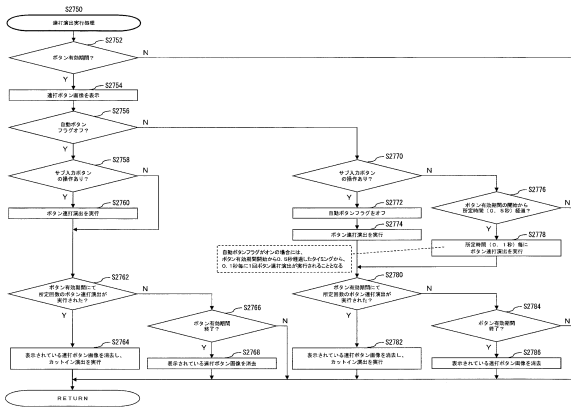 S2750
連打演出実行処理
S2752
ボタン有効期間?
N
Y
S2754
連打ボタン画像を表示
S2756
自動ボタン
フラグオフ?
N
Y
S2758
サブ入力ボタン
の操作あり?
N
Y
S2760
ボタン連打演出を実行
S2770
サブ入力ボタン
の操作あり?
N
Y
S2772
自動ボタンフラグをオフ
S2774
ボタン連打演出を実行
S2776
ボタン有効期間の開始から
所定時間(0.5秒)経過?
N
Y
S2778
所定時間(0.1秒)毎に
ボタン連打演出を実行
自動ボタンフラグがオンの場合には、
ボタン有効期間開始から0.5秒経過したタイミングから、
0.1秒毎に1回ボタン連打演出が実行されることとなる
S2762
ボタン有効期間にて
所定回数のボタン連打演出が
実行された?
N
Y
S2764
表示されている連打ボタン画像を消去し、
カットイン演出を実行
S2766
ボタン有効期間
終了?
N
Y
S2768
表示されている連打ボタン画像を消去
S2780
ボタン有効期間にて
所定回数のボタン連打演出が
実行された?
N
Y
S2782
表示されている連打ボタン画像を消去し、
カットイン演出を実行
S2784
ボタン有効期間
終了?
N
Y
S2786
表示されている連打ボタン画像を消去
RETURN